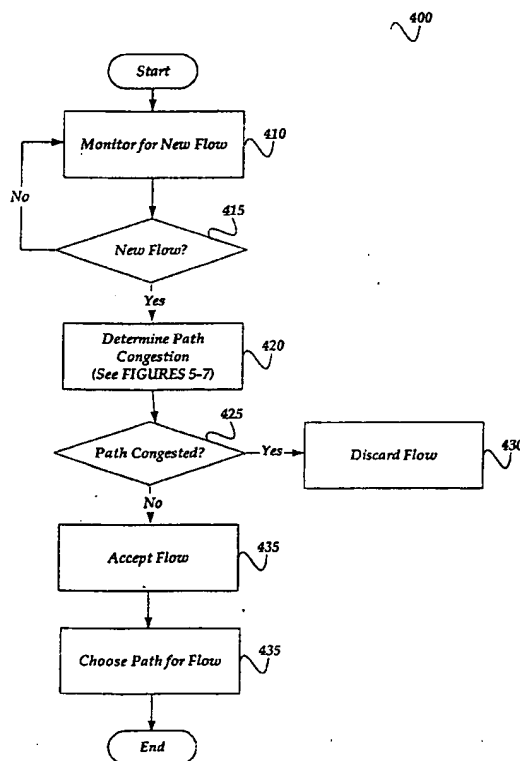 400
Start
Monitor for New Flow
410
No
415
New Flow?
Yes
Determine Path
Congestion
(See FIGURES 5-7)
420
425
Path Congested?
Yes
Discard Flow
430
No
Accept Flow
435
Choose Path for Flow
435
End